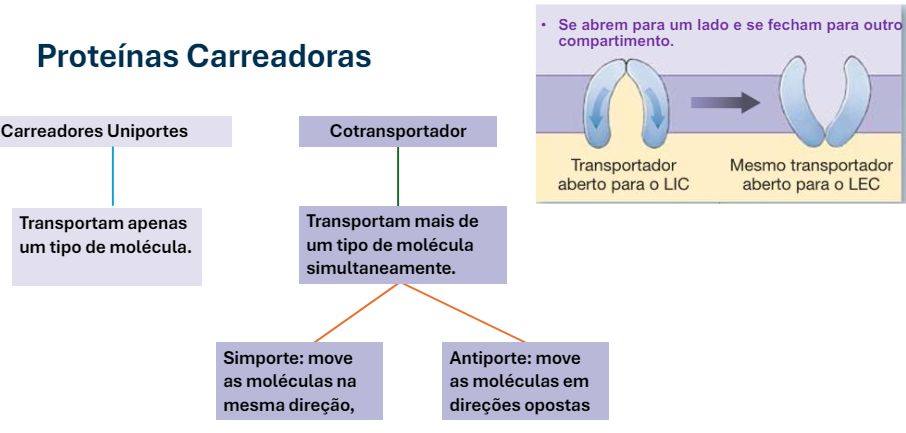 • Se abrem para um lado e se fecham para outro
compartimento.
Proteínas Carreadoras
Transportador
aberto para o LIC
Mesmo transportador
aberto para o LEC
Carreadores Uniportes
Cotransportador
Transportam apenas
um tipo de molécula.
Transportam mais de
um tipo de molécula
simultaneamente.
Simporte: move
as moléculas na
mesma direção,
Antiporte: move
as moléculas em
direções opostas